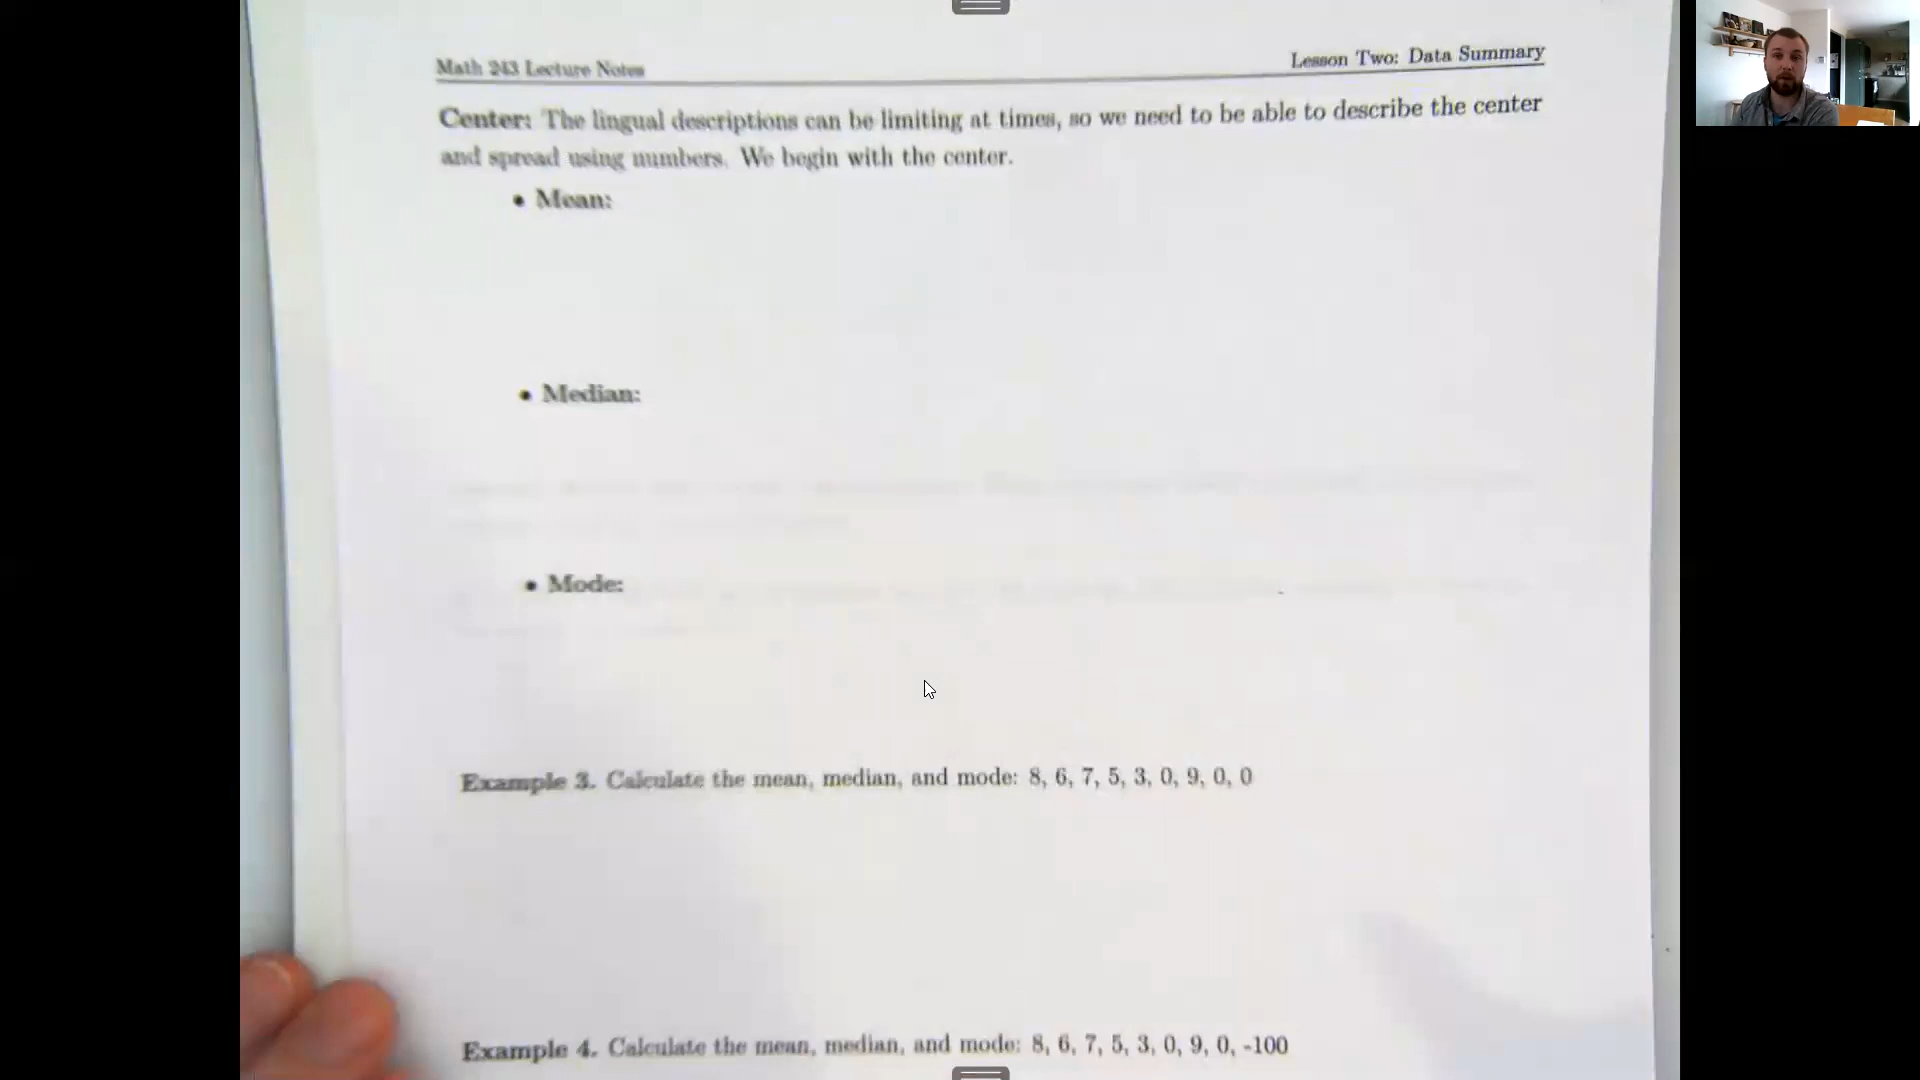 Math 243 Lecture Notes
Lesson Two: Data Summary
Center: The lingual descriptions can be limiting at times, so we need to be able to describe the center
and spread using numbers. We begin with the center.
• Mean:
• Median:
• Mode:
Example 3. Calculate the mean, median, and mode: 8, 6, 7, 5, 3, 0, 9, 0, 0
Example 4. Calculate the mean, median, and mode: 8, 6, 7, 5, 3, 0, 9, 0, -100